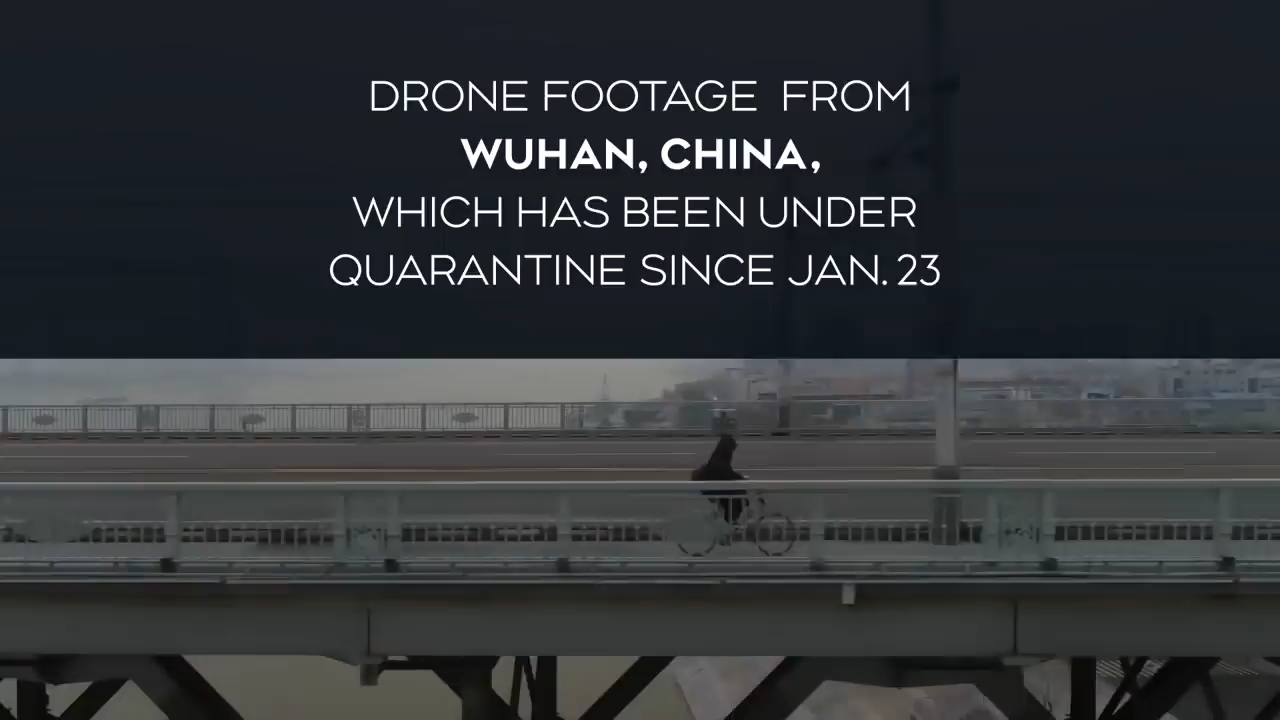 DRONE FOOTAGE FROM
WUHAN, CHINA,
WHICH HAS BEEN UNDER
QUARANTINE SINCE JAN. 23